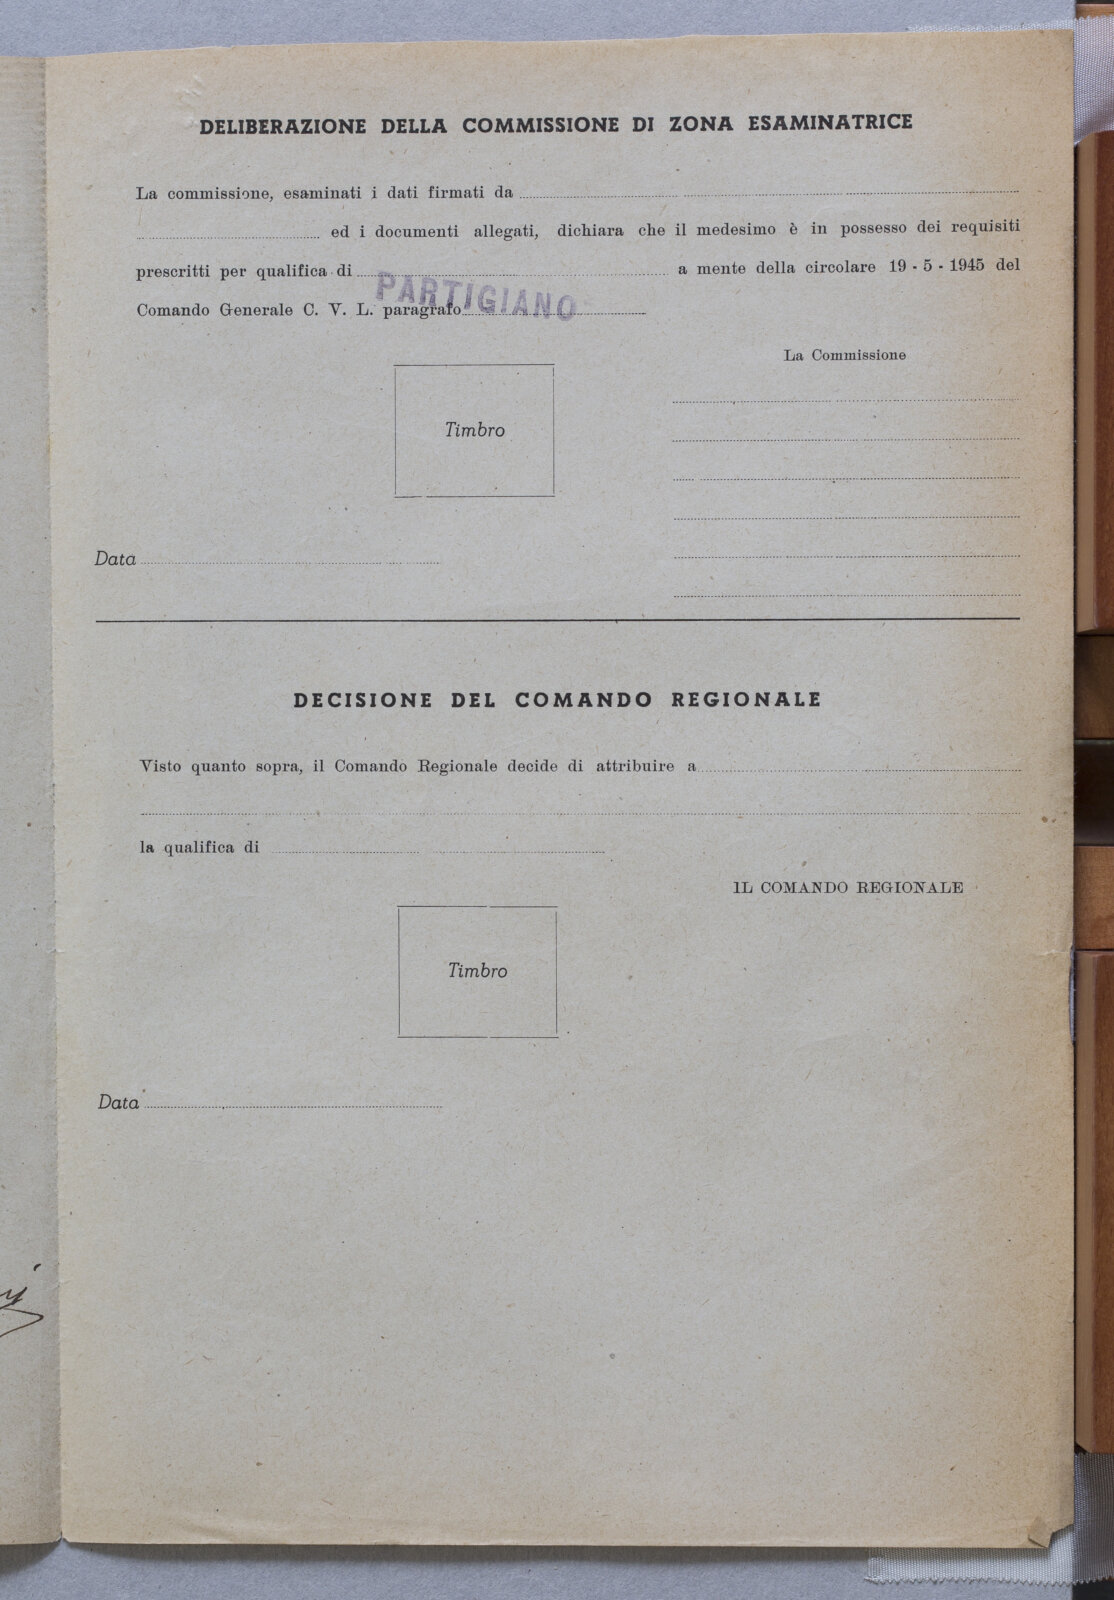 DELIBERAZIONE DELLA COMMISSIONE DI ZONA ESAMINATRICE
La commissione, esaminati i dati firmati da
ed i documenti allegati, dichiara che il medesimo è in possesso dei requisiti
prescritti per qualifica di a mente della circolare 19 - 5 - 1945 del
PARTIGIANO
Comando Generale C. V. L. paragrafo
La Commissione
Timbro
Data
DECISIONE DEL COMANDO REGIONALE
Visto quanto sopra, il Comando Regionale decide di attribuire a
la qualifica di
IL COMANDO REGIONALE
Timbro
Data